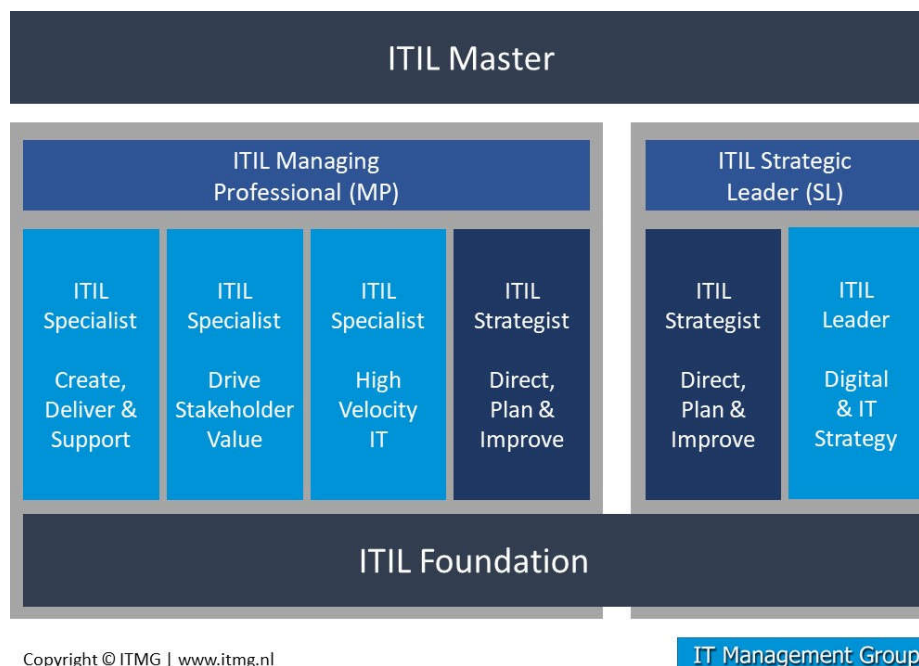 ITIL Master
ITIL Managing
Professional (MP)
ITIL Specialist
Create,
Deliver &
Support
ITIL Specialist
Drive
Stakeholder
Value
ITIL Specialist
High
Velocity
IT
ITIL Strategist
Direct,
Plan &
Improve
ITIL Strategic
Leader (SL)
ITIL Strategist
Direct,
Plan &
Improve
ITIL Leader
Digital
& IT
Strategy
ITIL Foundation
Copyright © ITMG | www.itmg.nl
IT Management Group